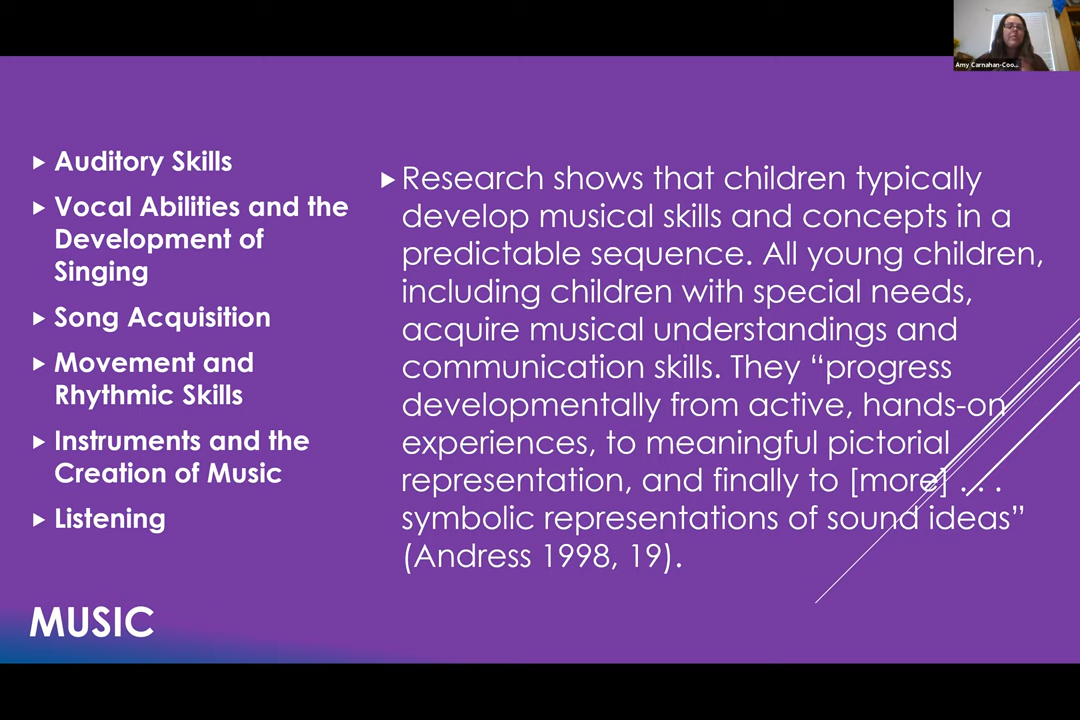 Amy Carnahan-Coo...
Auditory Skills
Vocal Abilities and the
Development of
Singing
Song Acquisition
Movement and
Rhythmic Skills
Instruments and the
Creation of Music
Listening
Research shows that children typically
develop musical skills and concepts in a
predictable sequence. All young children,
including children with special needs,
acquire musical understandings and
communication skills. They “progress
developmentally from active, hands-on
experiences, to meaningful pictorial
representation, and finally to [more] . . .
symbolic representations of sound ideas”
(Andress 1998, 19).
MUSIC